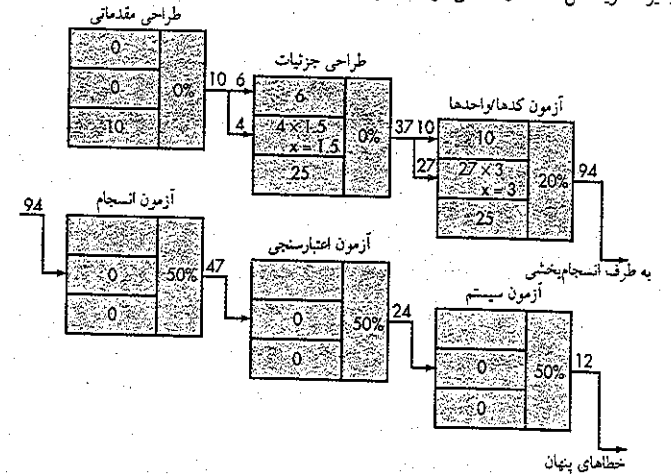 طراحی مقدماتی
0
0
10
0%
10 6
4
طراحی جزئیات
6
4 x 1.5
x = 1.5
25
0%
37 10
27
آزمون کدها/واحدها
10
27 x 3
x = 3
25
20%
94
به طرف انسجام‌بخشی
94
آزمون انسجام
0
0
50%
47
آزمون اعتبارسنجی
0
0
50%
24
آزمون سیستم
0
0
50%
12
خطاهای پنهان